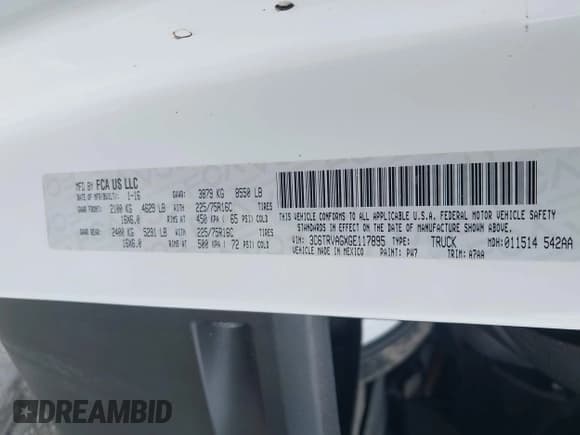 MFD BY FCA US LLC
DATE OF MFR/BUILT: 1-16 GVWR: 3879 KG 8550 LB
GAWR FRONT: 2100 KG 4629 LB WITH 225/75R16C TIRES
16X6.0 RIMS AT 450 KPA / 65 PSI COLD
GAWR REAR: 2400 KG 5291 LB WITH 225/75R16C TIRES
16X6.0 RIMS AT 500 KPA / 72 PSI COLD
THIS VEHICLE CONFORMS TO ALL APPLICABLE U.S.A. FEDERAL MOTOR VEHICLE SAFETY
STANDARDS IN EFFECT ON THE DATE OF MANUFACTURE SHOWN ABOVE.
VIN: 3C6TRVAGXGE117895 TYPE: TRUCK MDH: 011514 542AA
VEHICLE MADE IN MEXICO PAINT: PW7 TRIM: A7AA
DREAMBID